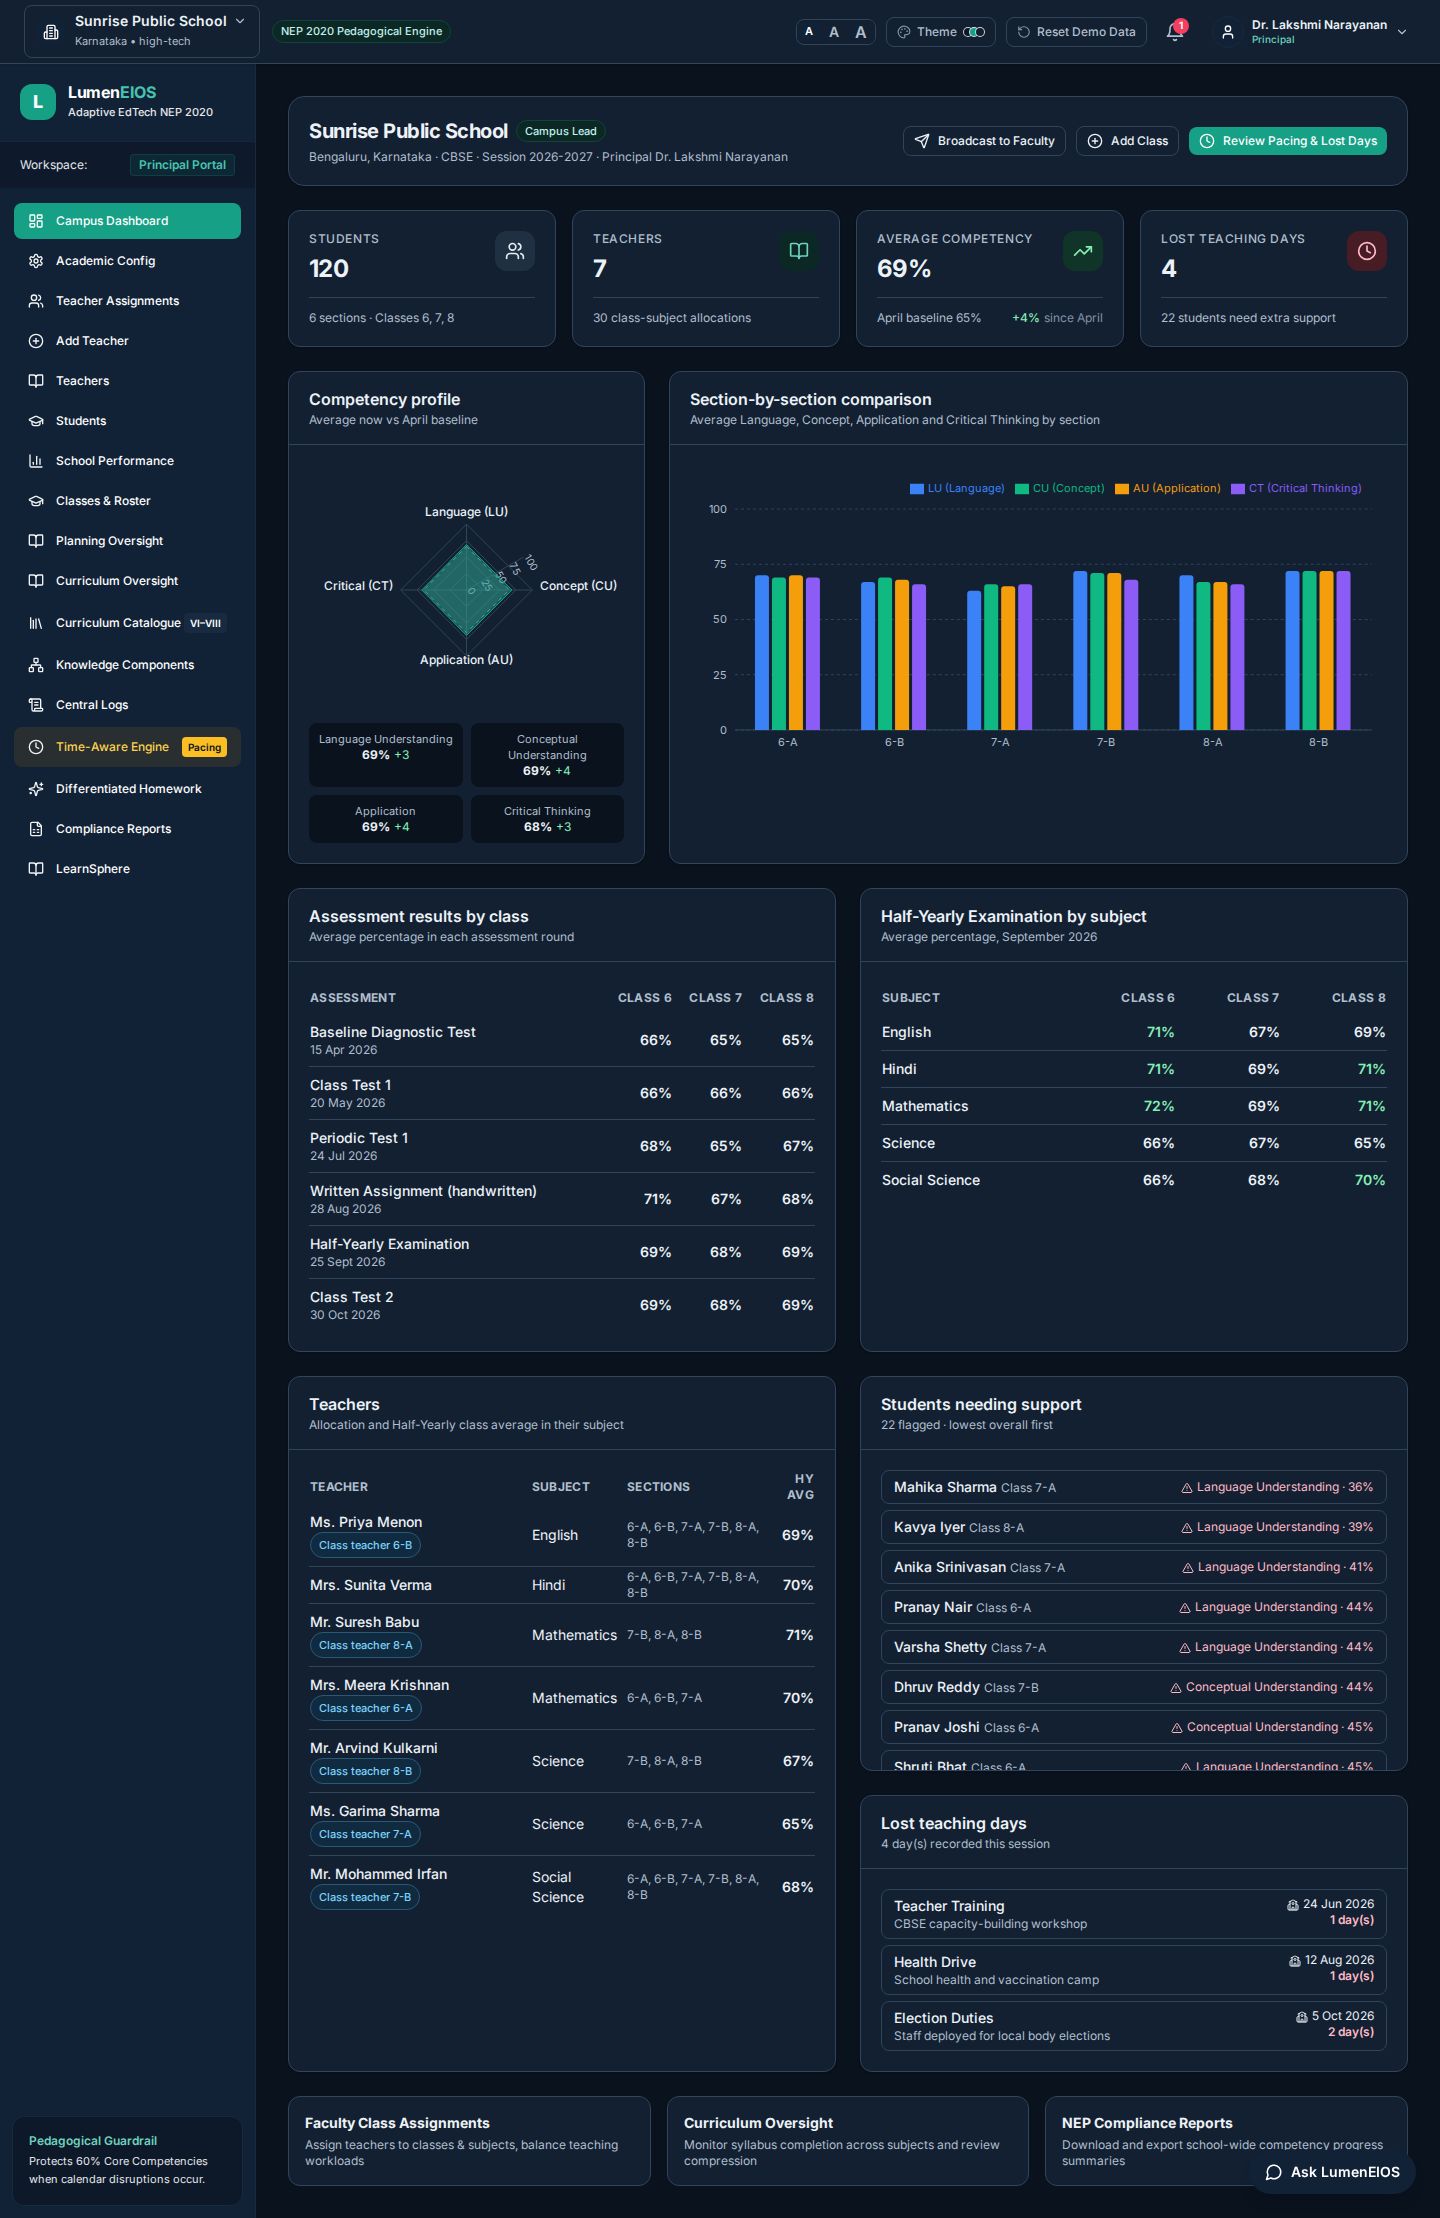 Sunrise Public School
Karnataka • high-tech
NEP 2020 Pedagogical Engine
A A A
Theme
Reset Demo Data
1
Dr. Lakshmi Narayanan
Principal
L
LumenEIOS
Adaptive EdTech NEP 2020
Workspace:
Principal Portal
Campus Dashboard
Academic Config
Teacher Assignments
Add Teacher
Teachers
Students
School Performance
Classes & Roster
Planning Oversight
Curriculum Oversight
Curriculum Catalogue VI–VIII
Knowledge Components
Central Logs
Time-Aware Engine Pacing
Differentiated Homework
Compliance Reports
LearnSphere
Pedagogical Guardrail
Protects 60% Core Competencies
when calendar disruptions occur.
Sunrise Public School Campus Lead
Bengaluru, Karnataka · CBSE · Session 2026-2027 · Principal Dr. Lakshmi Narayanan
Broadcast to Faculty
Add Class
Review Pacing & Lost Days
STUDENTS
120
6 sections · Classes 6, 7, 8
TEACHERS
7
30 class-subject allocations
AVERAGE COMPETENCY
69%
April baseline 65% +4% since April
LOST TEACHING DAYS
4
22 students need extra support
Competency profile
Average now vs April baseline
Language (LU)
Critical (CT)
Concept (CU)
Application (AU)
0 25 50 75 100
Language Understanding
69% +3
Conceptual
Understanding
69% +4
Application
69% +4
Critical Thinking
68% +3
Section-by-section comparison
Average Language, Concept, Application and Critical Thinking by section
LU (Language) CU (Concept) AU (Application) CT (Critical Thinking)
100
75
50
25
0
6-A 6-B 7-A 7-B 8-A 8-B
Assessment results by class
Average percentage in each assessment round
ASSESSMENT CLASS 6 CLASS 7 CLASS 8
Baseline Diagnostic Test
15 Apr 2026
66% 65% 65%
Class Test 1
20 May 2026
66% 66% 66%
Periodic Test 1
24 Jul 2026
68% 65% 67%
Written Assignment (handwritten)
28 Aug 2026
71% 67% 68%
Half-Yearly Examination
25 Sept 2026
69% 68% 69%
Class Test 2
30 Oct 2026
69% 68% 69%
Half-Yearly Examination by subject
Average percentage, September 2026
SUBJECT CLASS 6 CLASS 7 CLASS 8
English 71% 67% 69%
Hindi 71% 69% 71%
Mathematics 72% 69% 71%
Science 66% 67% 65%
Social Science 66% 68% 70%
Teachers
Allocation and Half-Yearly class average in their subject
TEACHER SUBJECT SECTIONS HY
AVG
Ms. Priya Menon
Class teacher 6-B
English
6-A, 6-B, 7-A, 7-B, 8-A,
8-B
69%
Mrs. Sunita Verma
Hindi
6-A, 6-B, 7-A, 7-B, 8-A,
8-B
70%
Mr. Suresh Babu
Class teacher 8-A
Mathematics 7-B, 8-A, 8-B 71%
Mrs. Meera Krishnan
Class teacher 6-A
Mathematics 6-A, 6-B, 7-A 70%
Mr. Arvind Kulkarni
Class teacher 8-B
Science 7-B, 8-A, 8-B 67%
Ms. Garima Sharma
Class teacher 7-A
Science 6-A, 6-B, 7-A 65%
Mr. Mohammed Irfan
Class teacher 7-B
Social
Science
6-A, 6-B, 7-A, 7-B, 8-A,
8-B
68%
Students needing support
22 flagged · lowest overall first
Mahika Sharma Class 7-A Language Understanding · 36%
Kavya Iyer Class 8-A Language Understanding · 39%
Anika Srinivasan Class 7-A Language Understanding · 41%
Pranay Nair Class 6-A Language Understanding · 44%
Varsha Shetty Class 7-A Language Understanding · 44%
Dhruv Reddy Class 7-B Conceptual Understanding · 44%
Pranav Joshi Class 6-A Conceptual Understanding · 45%
Shruti Bhat Class 6-A Language Understanding · 45%
Lost teaching days
4 day(s) recorded this session
Teacher Training
CBSE capacity-building workshop
24 Jun 2026
1 day(s)
Health Drive
School health and vaccination camp
12 Aug 2026
1 day(s)
Election Duties
Staff deployed for local body elections
5 Oct 2026
2 day(s)
Faculty Class Assignments
Assign teachers to classes & subjects, balance teaching
workloads
Curriculum Oversight
Monitor syllabus completion across subjects and review
compression
NEP Compliance Reports
Download and export school-wide competency progress
summaries
Ask LumenEIOS